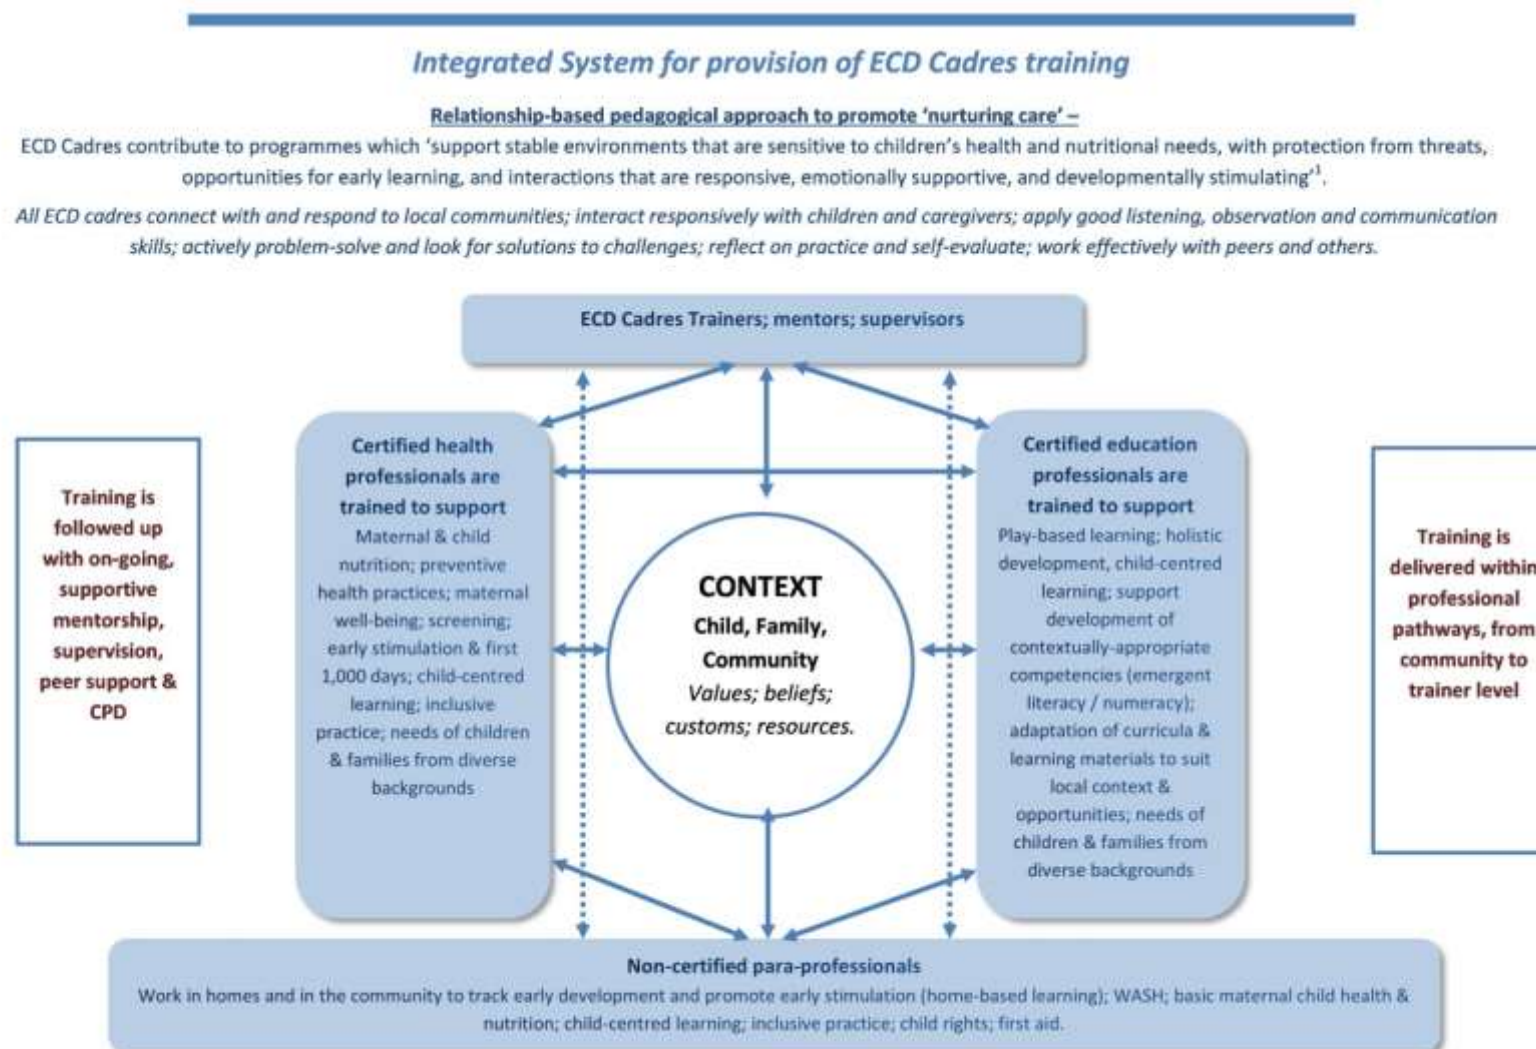 Integrated System for provision of ECD Cadres training
Relationship-based pedagogical approach to promote ‘nurturing care’ –
ECD Cadres contribute to programmes which ‘support stable environments that are sensitive to children’s health and nutritional needs, with protection from threats,
opportunities for early learning, and interactions that are responsive, emotionally supportive, and developmentally stimulating’¹.
All ECD cadres connect with and respond to local communities; interact responsively with children and caregivers; apply good listening, observation and communication
skills; actively problem-solve and look for solutions to challenges; reflect on practice and self-evaluate; work effectively with peers and others.
ECD Cadres Trainers; mentors; supervisors
Training is
followed up
with on-going,
supportive
mentorship,
supervision,
peer support &
CPD
Certified health
professionals are
trained to support
Maternal & child
nutrition; preventive
health practices; maternal
well-being; screening;
early stimulation & first
1,000 days; child-centred
learning; inclusive
practice; needs of children
& families from diverse
backgrounds
CONTEXT
Child, Family,
Community
Values; beliefs;
customs; resources.
Certified education
professionals are
trained to support
Play-based learning; holistic
development, child-centred
learning; support
development of
contextually-appropriate
competencies (emergent
literacy / numeracy);
adaptation of curricula &
learning materials to suit
local context &
opportunities; needs of
children & families from
diverse backgrounds
Training is
delivered within
professional
pathways, from
community to
trainer level
Non-certified para-professionals
Work in homes and in the community to track early development and promote early stimulation (home-based learning); WASH; basic maternal child health &
nutrition; child-centred learning; inclusive practice; child rights; first aid.